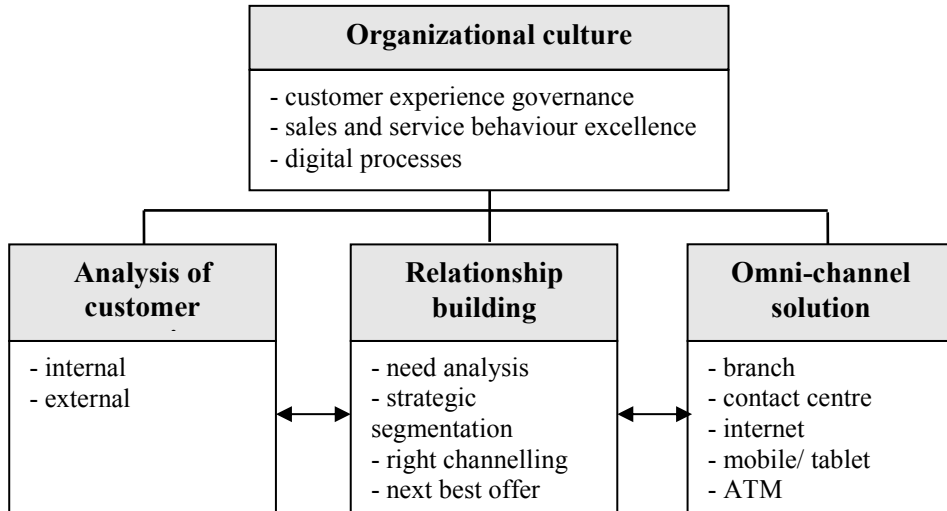 Organizational culture
- customer experience governance
- sales and service behaviour excellence
- digital processes
Analysis of
customer
- internal
- external
Relationship
building
- need analysis
- strategic
segmentation
- right channelling
- next best offer
Omni-channel
solution
- branch
- contact centre
- internet
- mobile/ tablet
- ATM